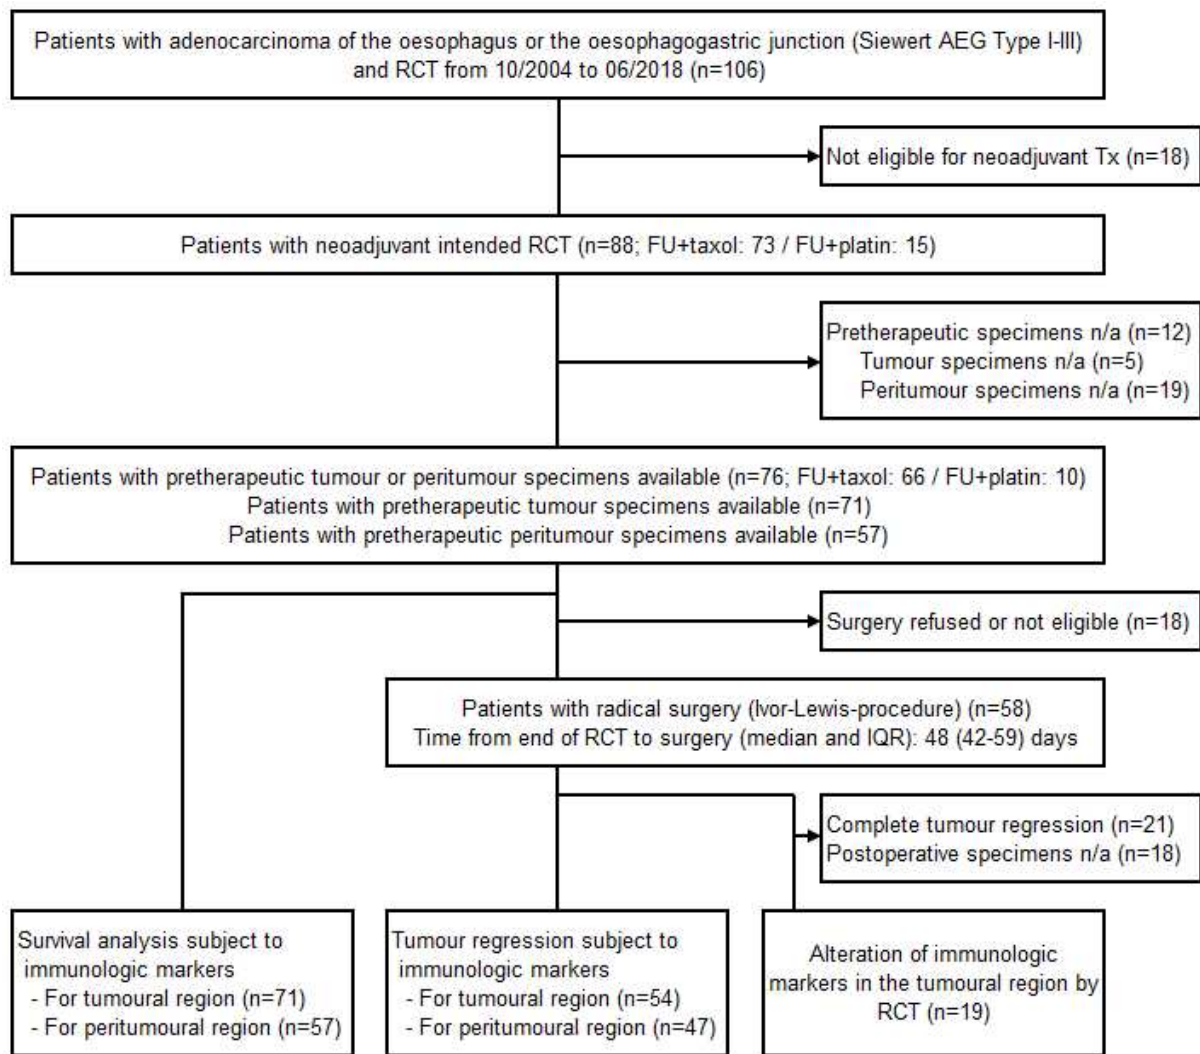 Patients with adenocarcinoma of the oesophagus or the oesophagogastric junction (Siewert AEG Type I-III)
and RCT from 10/2004 to 06/2018 (n=106)
Not eligible for neoadjuvant Tx (n=18)
Patients with neoadjuvant intended RCT (n=88; FU+taxol: 73 / FU+platin: 15)
Pretherapeutic specimens n/a (n=12)
Tumour specimens n/a (n=5)
Peritumour specimens n/a (n=19)
Patients with pretherapeutic tumour or peritumour specimens available (n=76; FU+taxol: 66 / FU+platin: 10)
Patients with pretherapeutic tumour specimens available (n=71)
Patients with pretherapeutic peritumour specimens available (n=57)
Surgery refused or not eligible (n=18)
Patients with radical surgery (Ivor-Lewis-procedure) (n=58)
Time from end of RCT to surgery (median and IQR): 48 (42-59) days
Complete tumour regression (n=21)
Postoperative specimens n/a (n=18)
Survival analysis subject to
immunologic markers
- For tumoural region (n=71)
- For peritumoural region (n=57)
Tumour regression subject to
immunologic markers
- For tumoural region (n=54)
- For peritumoural region (n=47)
Alteration of immunologic
markers in the tumoural region by
RCT (n=19)